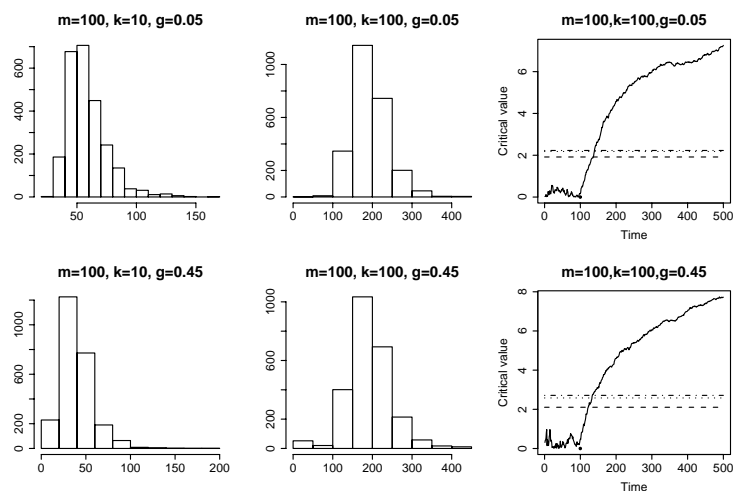 m=100, k=10, g=0.05
0 200 400 600
50 100 150
m=100, k=100, g=0.05
0 400 1000
0 100 200 300 400
m=100,k=100,g=0.05
Critical value
0 2 4 6
0 100 200 300 400 500
Time
m=100, k=10, g=0.45
0 400 1000
0 50 100 150 200
m=100, k=100, g=0.45
0 200 600 1000
0 100 200 300 400
m=100,k=100,g=0.45
Critical value
0 2 4 6 8
0 100 200 300 400 500
Time